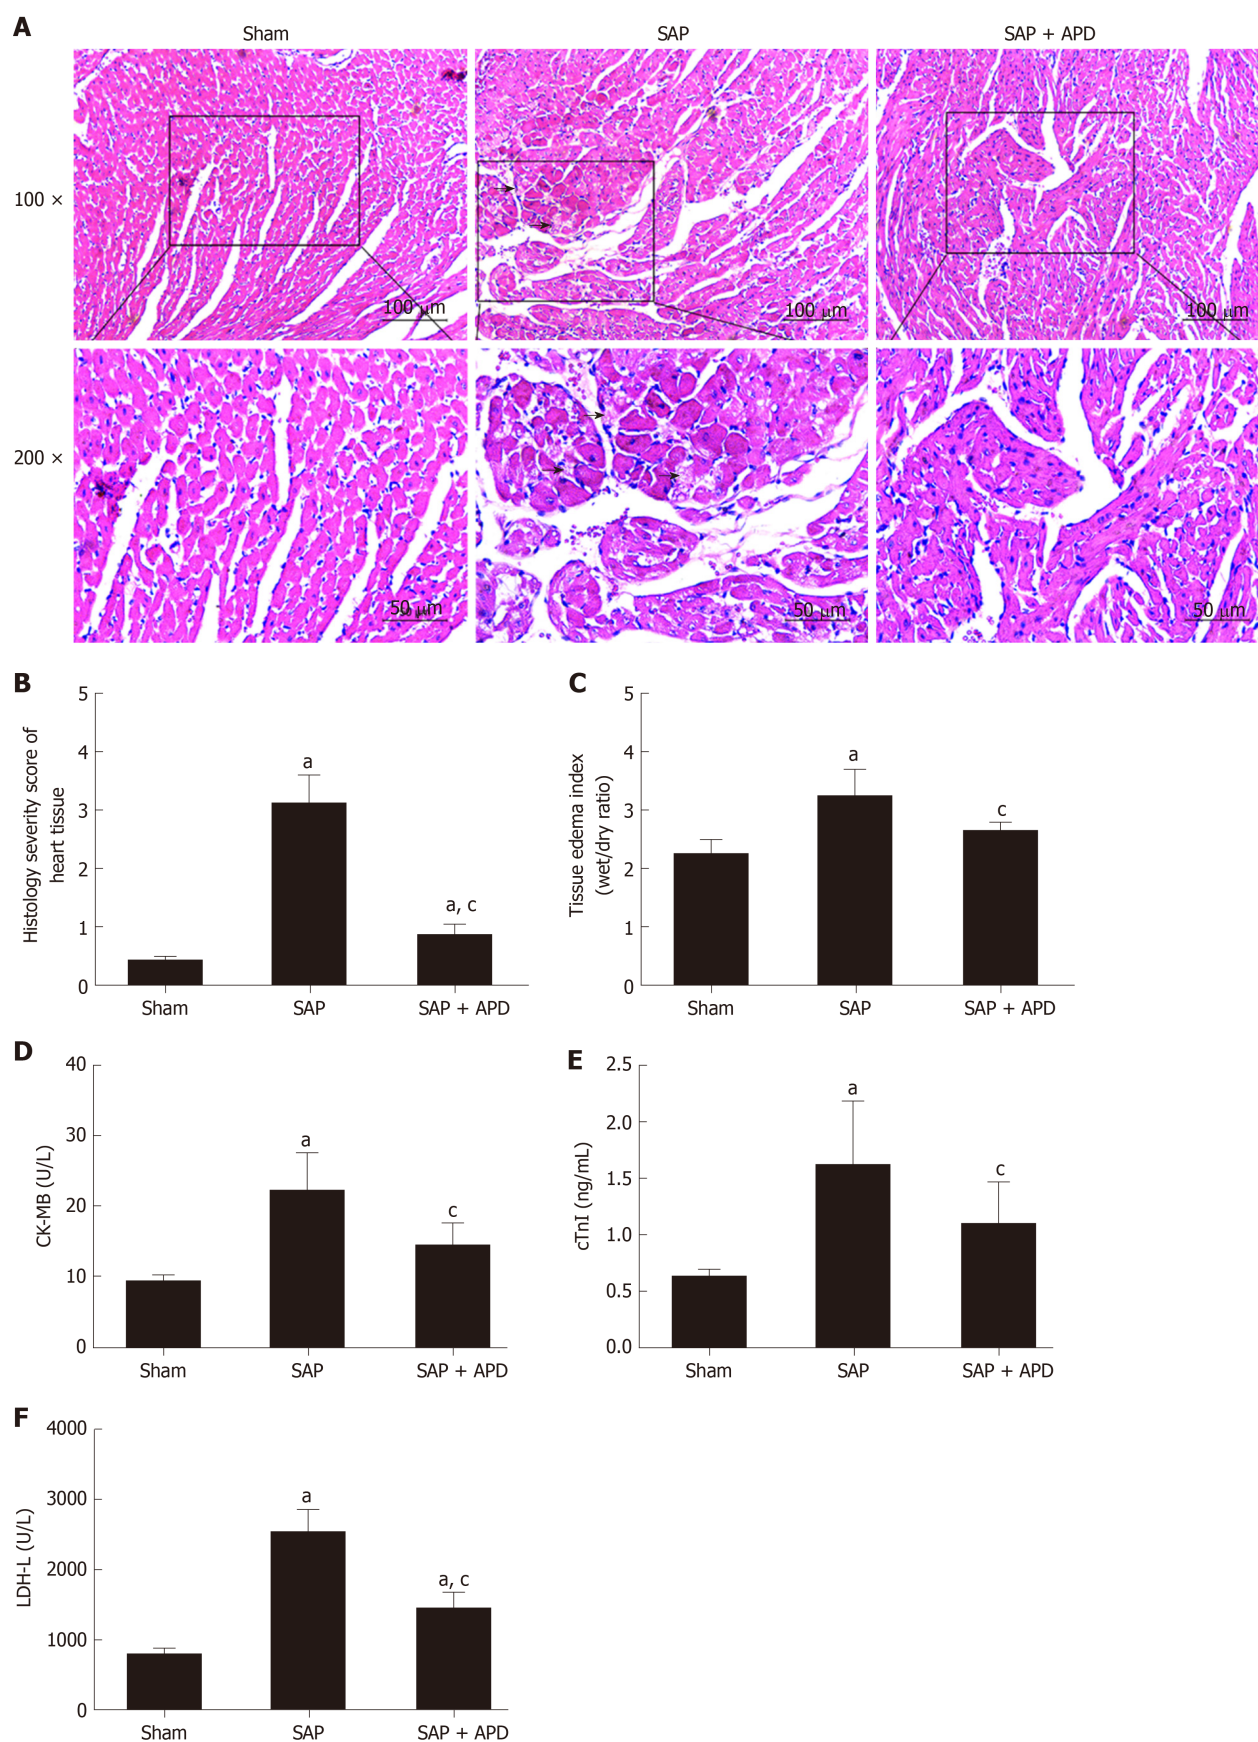 A
Sham
SAP
SAP + APD
100 ×
100 μm
100 μm
100 μm
200 ×
50 μm
50 μm
50 μm
B
Histology severity score of
heart tissue
5
4
3
2
1
0
a
a, c
Sham
SAP
SAP + APD
C
Tissue edema index
(wet/dry ratio)
5
4
3
2
1
0
a
c
Sham
SAP
SAP + APD
D
CK-MB (U/L)
40
30
20
10
0
a
c
Sham
SAP
SAP + APD
E
cTnI (ng/mL)
2.5
2.0
1.5
1.0
0.5
0.0
a
c
Sham
SAP
SAP + APD
F
LDH-L (U/L)
4000
3000
2000
1000
0
a
a, c
Sham
SAP
SAP + APD